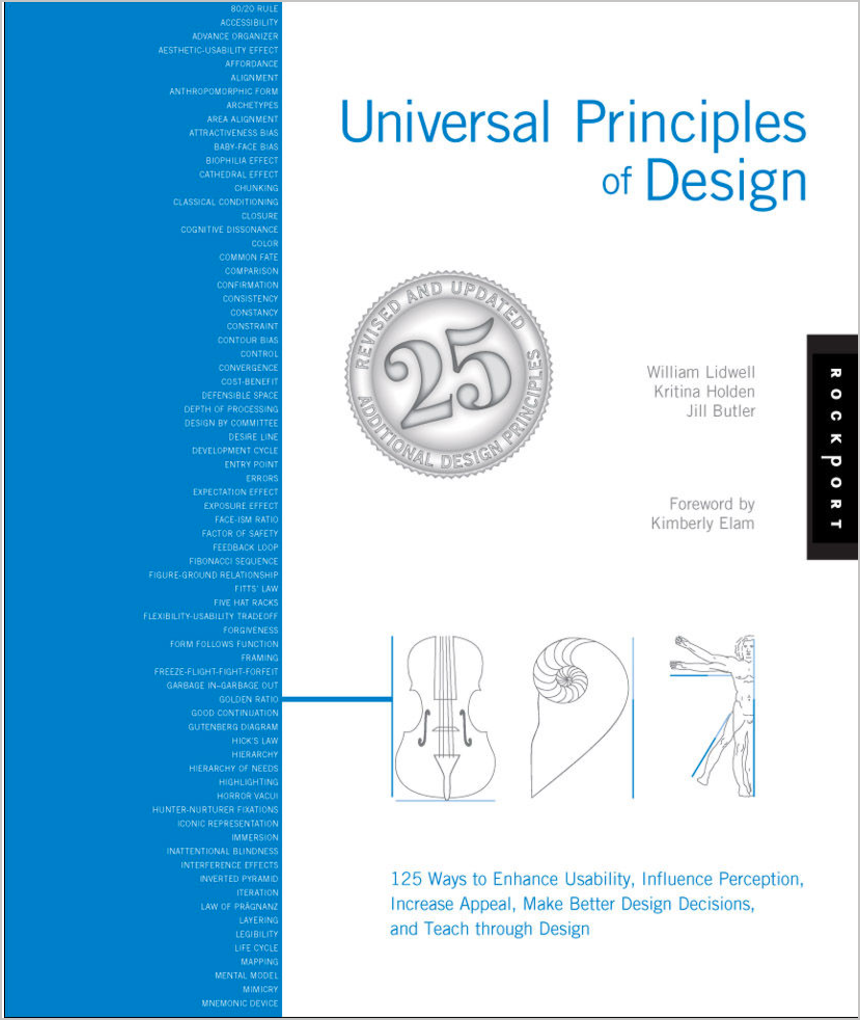 80/20 RULE
ACCESSIBILITY
ADVANCE ORGANIZER
AESTHETIC-USABILITY EFFECT
AFFORDANCE
ALIGNMENT
ANTHROPOMORPHIC FORM
ARCHETYPES
AREA ALIGNMENT
ATTRACTIVENESS BIAS
BABY-FACE BIAS
BIOPHILIA EFFECT
CATHEDRAL EFFECT
CHUNKING
CLASSICAL CONDITIONING
CLOSURE
COGNITIVE DISSONANCE
COLOR
COMMON FATE
COMPARISON
CONFIRMATION
CONSISTENCY
CONSTANCY
CONSTRAINT
CONTOUR BIAS
CONTROL
CONVERGENCE
COST-BENEFIT
DEFENSIBLE SPACE
DEPTH OF PROCESSING
DESIGN BY COMMITTEE
DESIRE LINE
DEVELOPMENT CYCLE
ENTRY POINT
ERRORS
EXPECTATION EFFECT
EXPOSURE EFFECT
FACE-ISM RATIO
FACTOR OF SAFETY
FEEDBACK LOOP
FIBONACCI SEQUENCE
FIGURE-GROUND RELATIONSHIP
FITTS' LAW
FIVE HAT RACKS
FLEXIBILITY-USABILITY TRADEOFF
FORGIVENESS
FORM FOLLOWS FUNCTION
FRAMING
FREEZE-FLIGHT-FIGHT-FORFEIT
GARBAGE IN–GARBAGE OUT
GOLDEN RATIO
GOOD CONTINUATION
GUTENBERG DIAGRAM
HICK'S LAW
HIERARCHY
HIERARCHY OF NEEDS
HIGHLIGHTING
HORROR VACUI
HUNTER-NURTURER FIXATIONS
ICONIC REPRESENTATION
IMMERSION
INATTENTIONAL BLINDNESS
INTERFERENCE EFFECTS
INVERTED PYRAMID
ITERATION
LAW OF PRÄGNANZ
LAYERING
LEGIBILITY
LIFE CYCLE
MAPPING
MENTAL MODEL
MIMICRY
MNEMONIC DEVICE
Universal Principles
of Design
REVISED AND UPDATED
25
ADDITIONAL DESIGN PRINCIPLES
William Lidwell
Kritina Holden
Jill Butler
ROCKPORT
Foreword by
Kimberly Elam
125 Ways to Enhance Usability, Influence Perception,
Increase Appeal, Make Better Design Decisions,
and Teach through Design